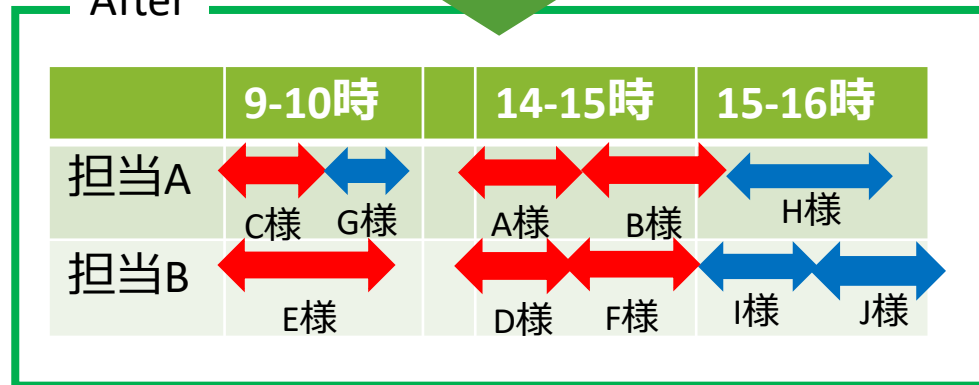 After
9-10時 14-15時 15-16時
担当A
C様 G様 A様 B様 H様
担当B
E様 D様 F様 I様 J様